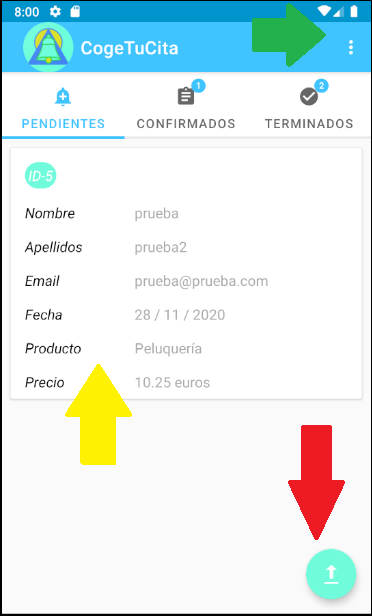 8:00
CogeTuCita
1
2
PENDIENTES CONFIRMADOS TERMINADOS
ID-5
Nombre prueba
Apellidos prueba2
Email prueba@prueba.com
Fecha 28 / 11 / 2020
Producto Peluquería
Precio 10.25 euros